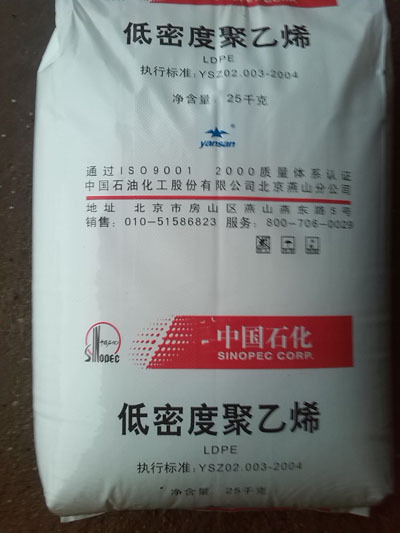 SINOPEC CORP.
低密度聚乙烯
LDPE
执行标准:YSZ02.003-2004
净含量: 25千克
yansan
通过ISO9001 2000质量体系认证
中国石油化工股份有限公司北京燕山分公司
地址 北京市房山区燕山燕东路5号
销售: 010-51586823 服务: 800-706-0029
SINOPEC
中国石化
SINOPEC CORP.
低密度聚乙烯
LDPE
执行标准:YSZ02.003-2004
净含量: 25千克